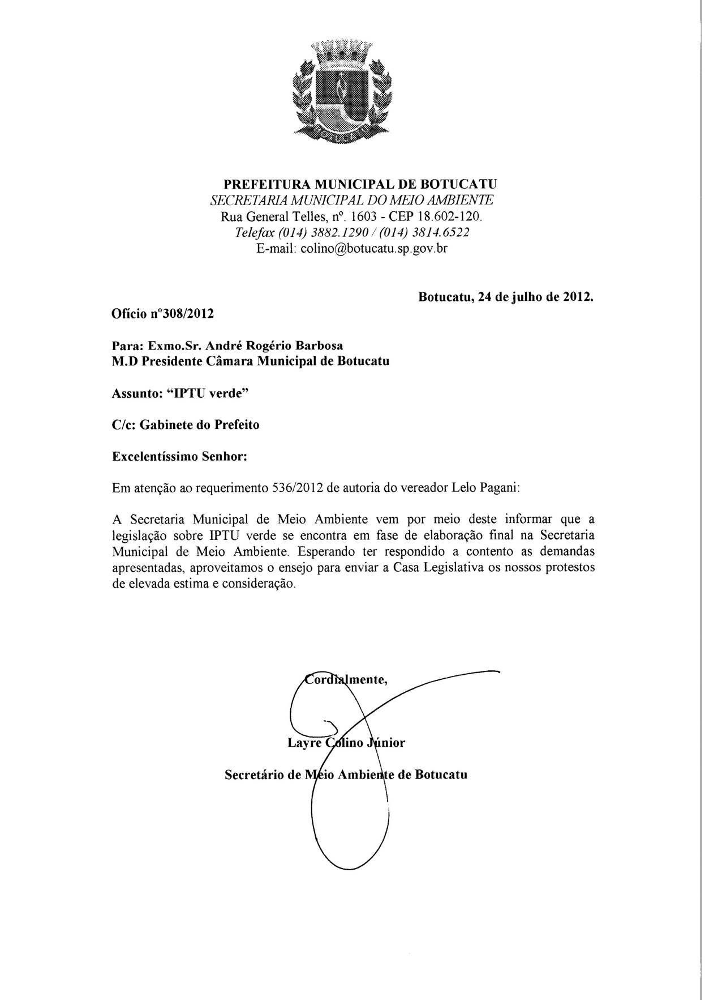 BOTUCATU
PREFEITURA MUNICIPAL DE BOTUCATU
SECRETARIA MUNICIPAL DO MEIO AMBIENTE
Rua General Telles, nº. 1603 - CEP 18.602-120.
Telefax (014) 3882.1290 / (014) 3814.6522
E-mail: colino@botucatu.sp.gov.br
Botucatu, 24 de julho de 2012.
Ofício nº308/2012
Para: Exmo.Sr. André Rogério Barbosa
M.D Presidente Câmara Municipal de Botucatu
Assunto: “IPTU verde”
C/c: Gabinete do Prefeito
Excelentíssimo Senhor:
Em atenção ao requerimento 536/2012 de autoria do vereador Lelo Pagani:
A Secretaria Municipal de Meio Ambiente vem por meio deste informar que a
legislação sobre IPTU verde se encontra em fase de elaboração final na Secretaria
Municipal de Meio Ambiente. Esperando ter respondido a contento as demandas
apresentadas, aproveitamos o ensejo para enviar a Casa Legislativa os nossos protestos
de elevada estima e consideração.
Cordialmente,
Layre Colino Júnior
Secretário de Meio Ambiente de Botucatu